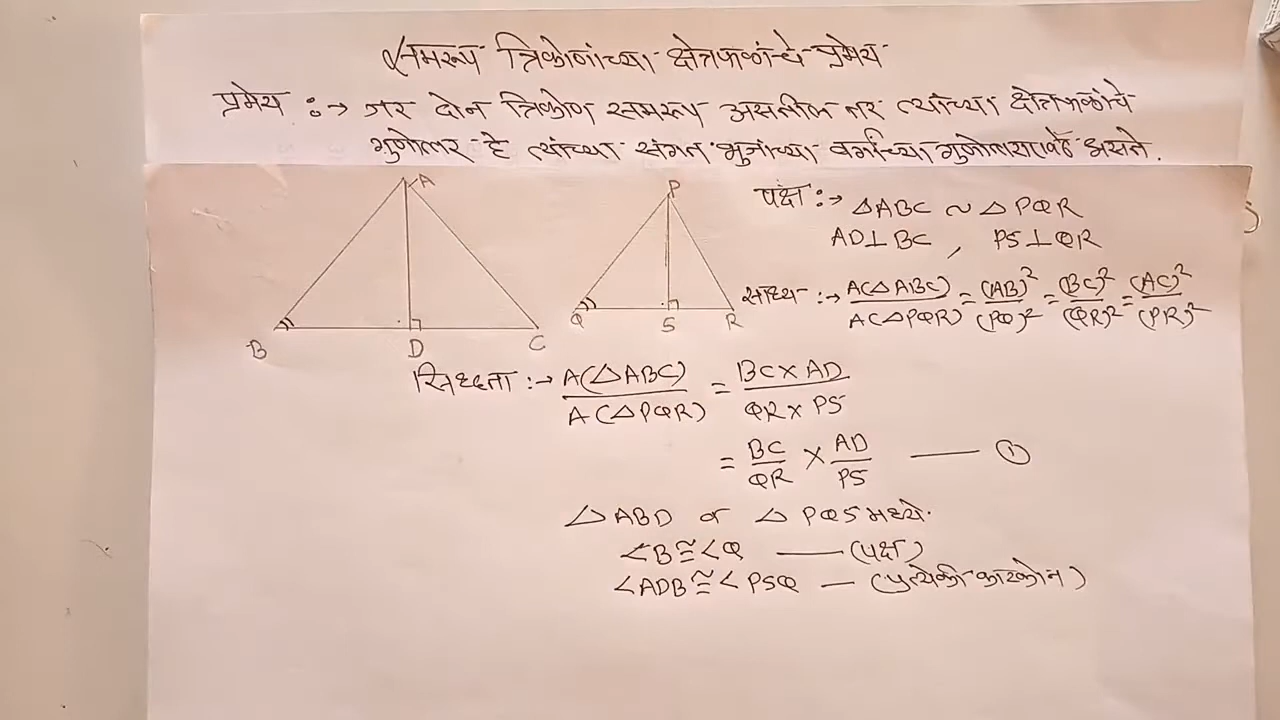 समरूप त्रिकोणांच्या क्षेत्रफळांचे प्रमेय
प्रमेय :→ जर दोन त्रिकोण समरूप असतील तर त्यांच्या क्षेत्रफळांचे
गुणोत्तर हे त्यांच्या संगत भुजांच्या वर्गांच्या गुणोत्तराएवढे असते.
A
B
D
C
P
Q
S
R
पक्ष :→ △ABC ~ △PQR
AD⊥BC , PS⊥QR
साध्य :→ A(△ABC)/A(△PQR) = (AB)²/(PQ)² = (BC)²/(QR)² = (AC)²/(PR)²
सिध्दता :→ A(△ABC)/A(△PQR) = BC×AD/QR×PS
= BC/QR × AD/PS —— ①
△ABD व △PQS मध्ये.
∠B≅∠Q —— (पक्ष)
∠ADB≅∠PSQ — (प्रत्येकी काटकोन)